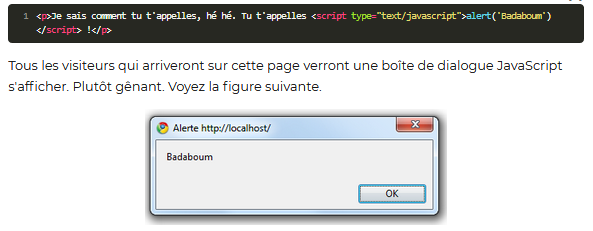 1 <p>Je sais comment tu t'appelles, hé hé. Tu t'appelles <script type="text/javascript">alert('Badaboum')
</script> !</p>
Tous les visiteurs qui arriveront sur cette page verront une boîte de dialogue JavaScript
s'afficher. Plutôt gênant. Voyez la figure suivante.
Alerte http://localhost/
Badaboum
OK